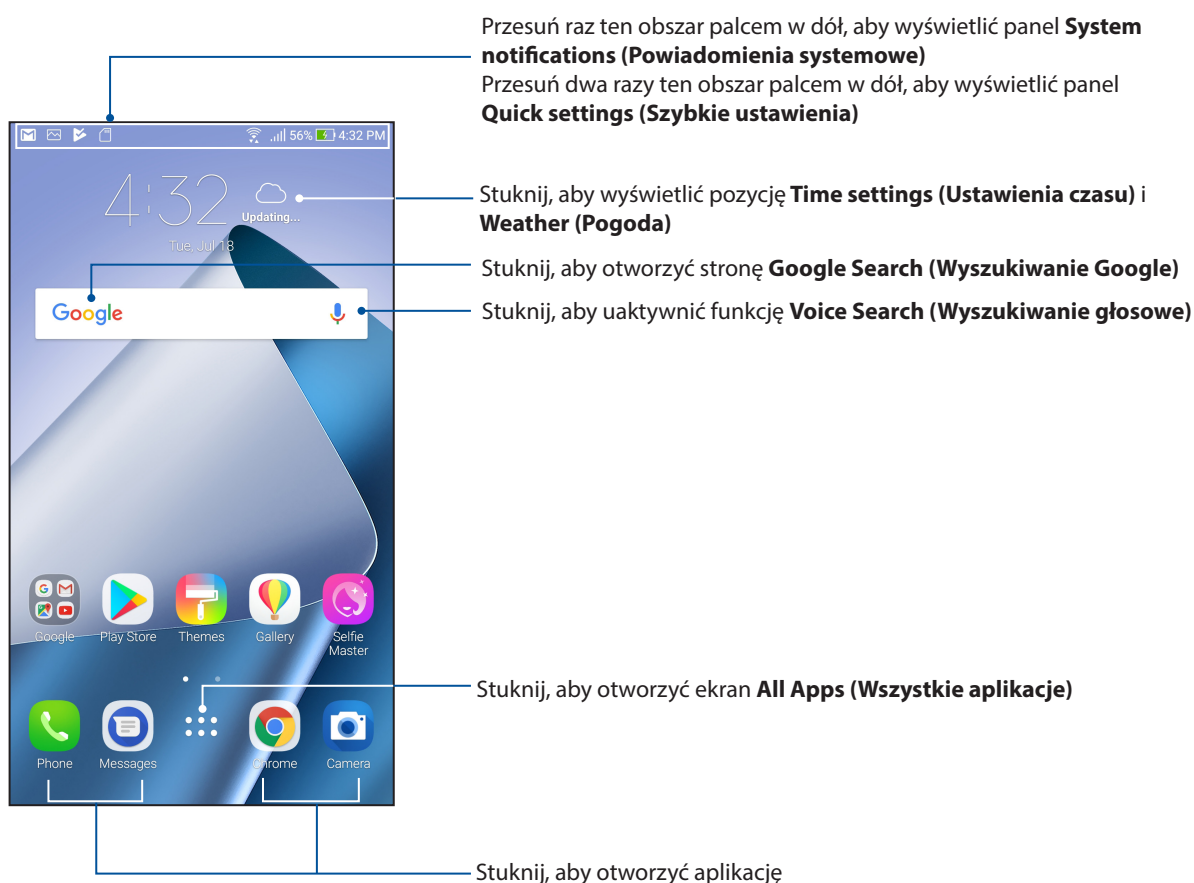 Przesuń raz ten obszar palcem w dół, aby wyświetlić panel System
notifications (Powiadomienia systemowe)
Przesuń dwa razy ten obszar palcem w dół, aby wyświetlić panel
Quick settings (Szybkie ustawienia)
56% 4:32 PM
4:32
Updating...
Tue, Jul 18
Stuknij, aby wyświetlić pozycję Time settings (Ustawienia czasu) i
Weather (Pogoda)
Stuknij, aby otworzyć stronę Google Search (Wyszukiwanie Google)
Google
Stuknij, aby uaktywnić funkcję Voice Search (Wyszukiwanie głosowe)
Google Play Store Themes Gallery Selfie
Master
Stuknij, aby otworzyć ekran All Apps (Wszystkie aplikacje)
Phone Messages Chrome Camera
Stuknij, aby otworzyć aplikację